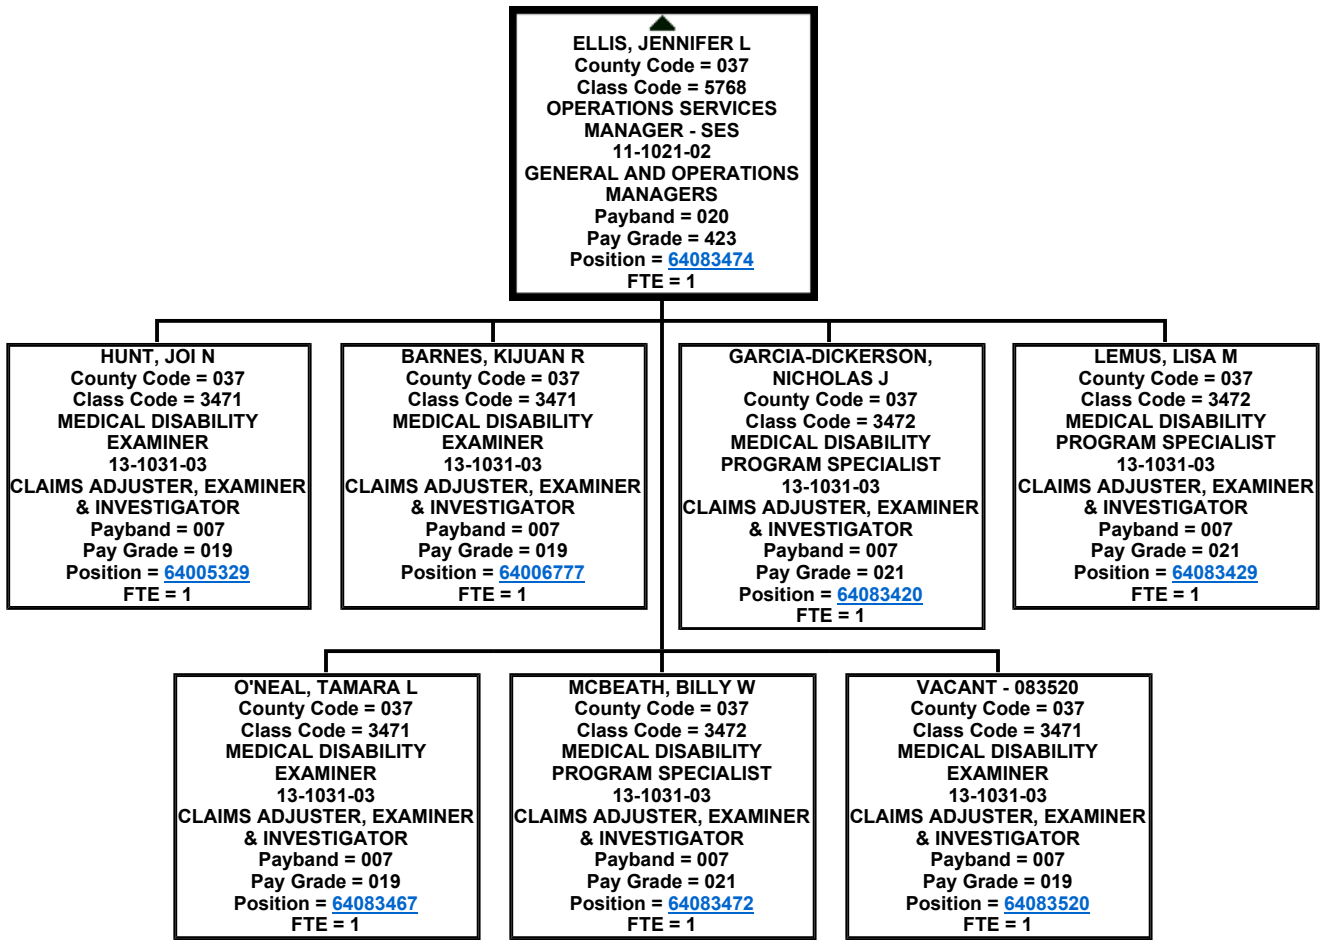 ELLIS, JENNIFER L
County Code = 037
Class Code = 5768
OPERATIONS SERVICES
MANAGER - SES
11-1021-02
GENERAL AND OPERATIONS
MANAGERS
Payband = 020
Pay Grade = 423
Position = 64083474
FTE = 1
HUNT, JOI N
County Code = 037
Class Code = 3471
MEDICAL DISABILITY
EXAMINER
13-1031-03
CLAIMS ADJUSTER, EXAMINER
& INVESTIGATOR
Payband = 007
Pay Grade = 019
Position = 64005329
FTE = 1
BARNES, KIJUAN R
County Code = 037
Class Code = 3471
MEDICAL DISABILITY
EXAMINER
13-1031-03
CLAIMS ADJUSTER, EXAMINER
& INVESTIGATOR
Payband = 007
Pay Grade = 019
Position = 64006777
FTE = 1
GARCIA-DICKERSON,
NICHOLAS J
County Code = 037
Class Code = 3472
MEDICAL DISABILITY
PROGRAM SPECIALIST
13-1031-03
CLAIMS ADJUSTER, EXAMINER
& INVESTIGATOR
Payband = 007
Pay Grade = 021
Position = 64083420
FTE = 1
LEMUS, LISA M
County Code = 037
Class Code = 3472
MEDICAL DISABILITY
PROGRAM SPECIALIST
13-1031-03
CLAIMS ADJUSTER, EXAMINER
& INVESTIGATOR
Payband = 007
Pay Grade = 021
Position = 64083429
FTE = 1
O'NEAL, TAMARA L
County Code = 037
Class Code = 3471
MEDICAL DISABILITY
EXAMINER
13-1031-03
CLAIMS ADJUSTER, EXAMINER
& INVESTIGATOR
Payband = 007
Pay Grade = 019
Position = 64083467
FTE = 1
MCBEATH, BILLY W
County Code = 037
Class Code = 3472
MEDICAL DISABILITY
PROGRAM SPECIALIST
13-1031-03
CLAIMS ADJUSTER, EXAMINER
& INVESTIGATOR
Payband = 007
Pay Grade = 021
Position = 64083472
FTE = 1
VACANT - 083520
County Code = 037
Class Code = 3471
MEDICAL DISABILITY
EXAMINER
13-1031-03
CLAIMS ADJUSTER, EXAMINER
& INVESTIGATOR
Payband = 007
Pay Grade = 019
Position = 64083520
FTE = 1